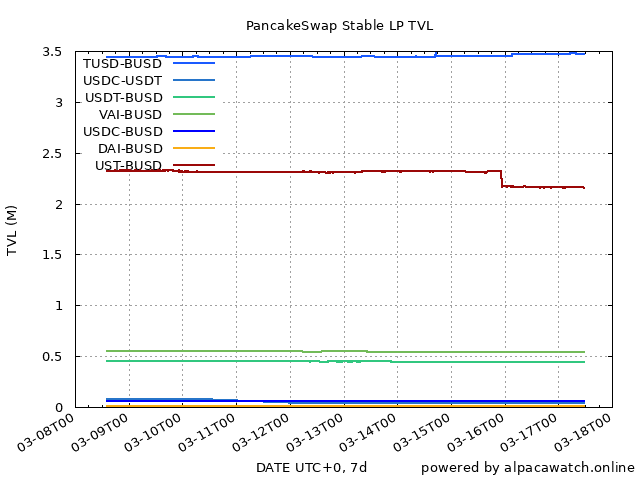 PancakeSwap Stable LP TVL
3.5
3
2.5
2
1.5
1
0.5
0
TVL (M)
TUSD-BUSD
USDC-USDT
USDT-BUSD
VAI-BUSD
USDC-BUSD
DAI-BUSD
UST-BUSD
03-08T00
03-09T00
03-10T00
03-11T00
03-12T00
03-13T00
03-14T00
03-15T00
03-16T00
03-17T00
03-18T00
DATE UTC+0, 7d
powered by alpacawatch.online